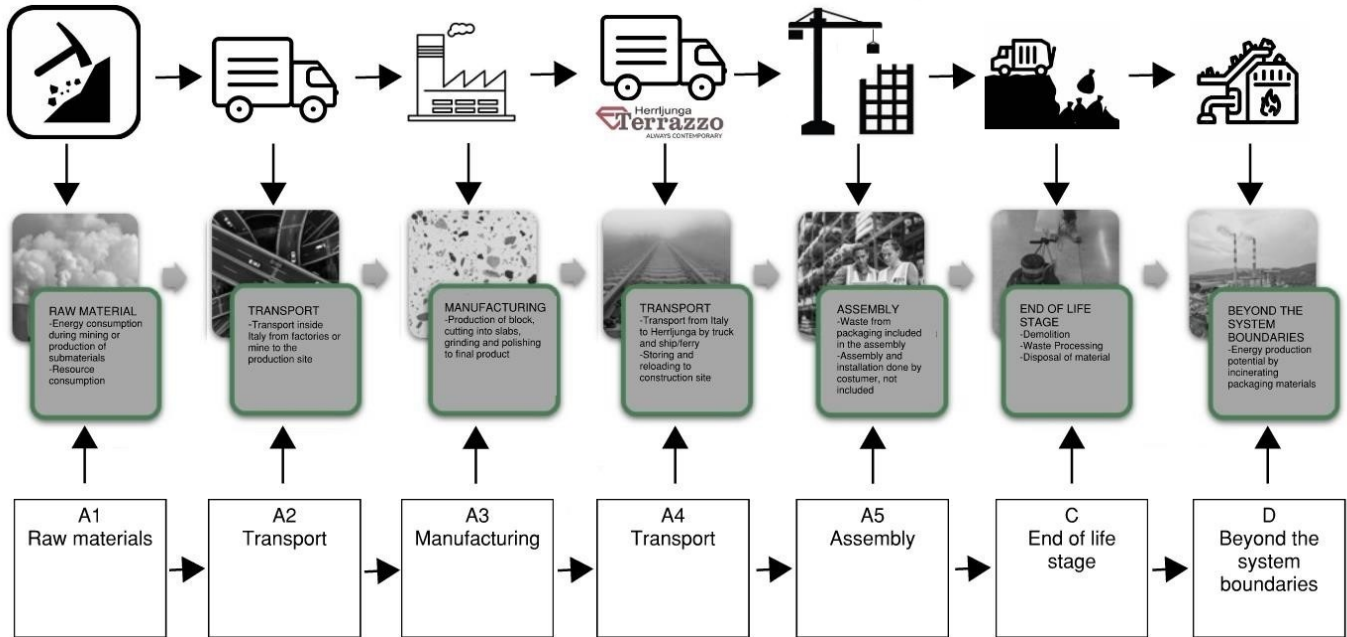 Herrljunga
Terrazzo
ALWAYS CONTEMPORARY
RAW MATERIAL
-Energy consumption
during mining or
production of
submaterials
-Resource
consumption
TRANSPORT
-Transport inside
Italy from factories or
mine to the
production site
MANUFACTURING
-Production of block,
cutting into slabs,
grinding and polishing
to final product
TRANSPORT
-Transport from Italy
to Herrljunga by truck
and ship/ferry
-Storing and
reloading to
construction site
ASSEMBLY
-Waste from
packaging included
in the assembly
-Assembly and
installation done by
costumer, not
included
END OF LIFE
STAGE
-Demolition
-Waste Processing
-Disposal of material
BEYOND THE
SYSTEM
BOUNDARIES
-Energy production
potential by
incinerating
packaging materials
A1
Raw materials
A2
Transport
A3
Manufacturing
A4
Transport
A5
Assembly
C
End of life
stage
D
Beyond the
system
boundaries